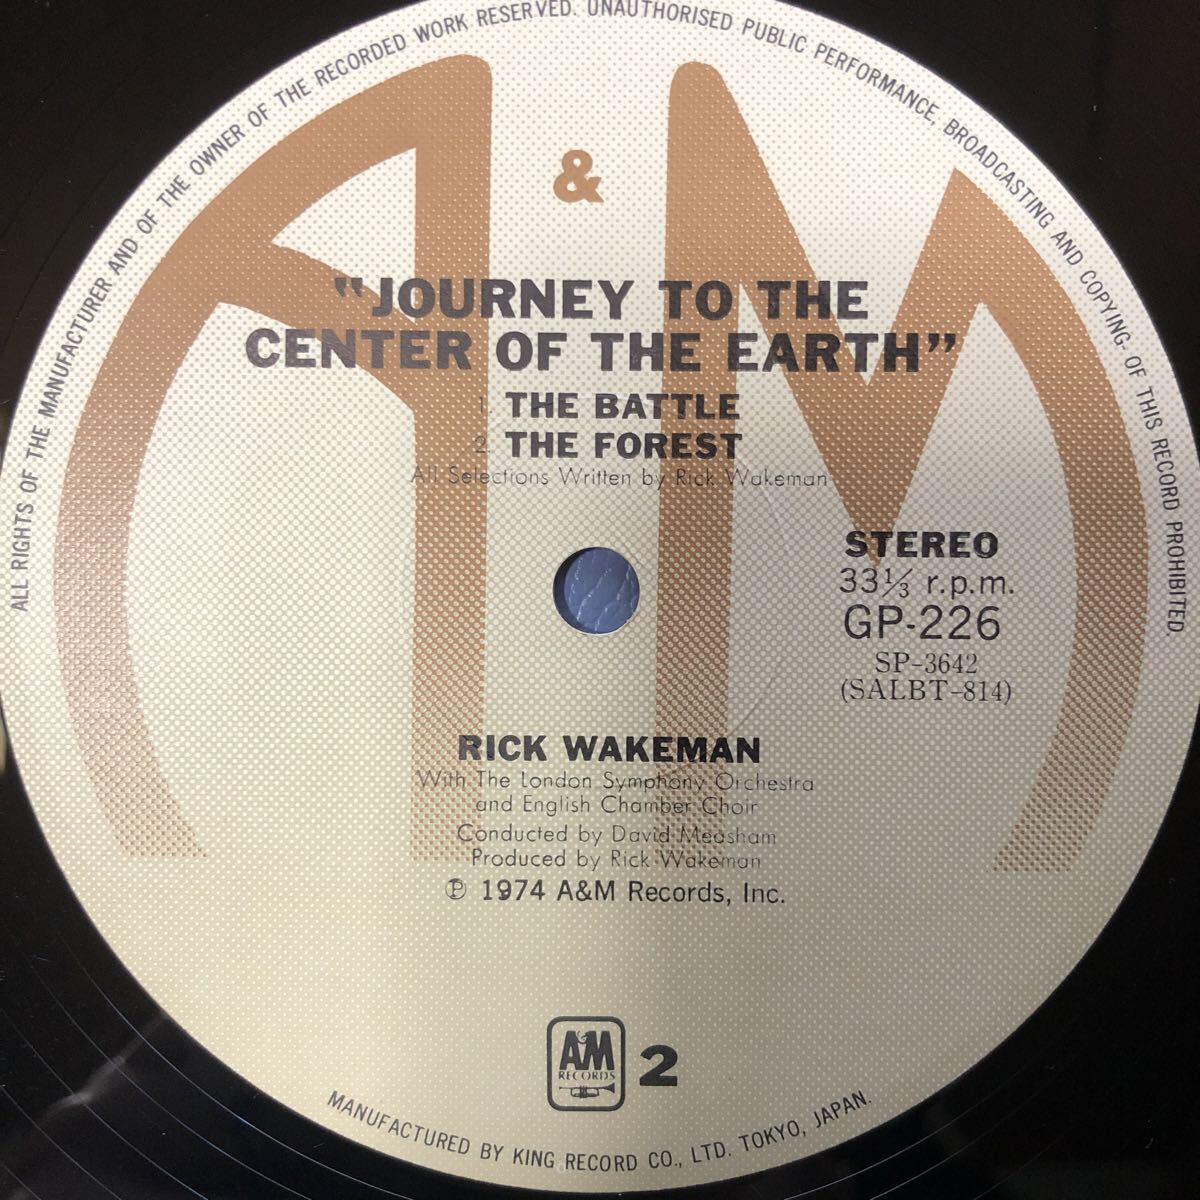 ALL RIGHTS OF THE MANUFACTURER AND OF THE OWNER OF THE RECORDED WORK RESERVED. UNAUTHORISED PUBLIC PERFORMANCE, BROADCASTING AND COPYING OF THIS RECORD PROHIBITED.
A & M
"JOURNEY TO THE
CENTER OF THE EARTH"
1. THE BATTLE
2. THE FOREST
All Selections Written by Rick Wakeman
STEREO
33⅓ r.p.m.
GP-226
SP-3642
(SALBT-814)
RICK WAKEMAN
With The London Symphony Orchestra
and English Chamber Choir
Conducted by David Measham
Produced by Rick Wakeman
℗ 1974 A&M Records, Inc.
A&M
RECORDS
2
MANUFACTURED BY KING RECORD CO., LTD. TOKYO, JAPAN.